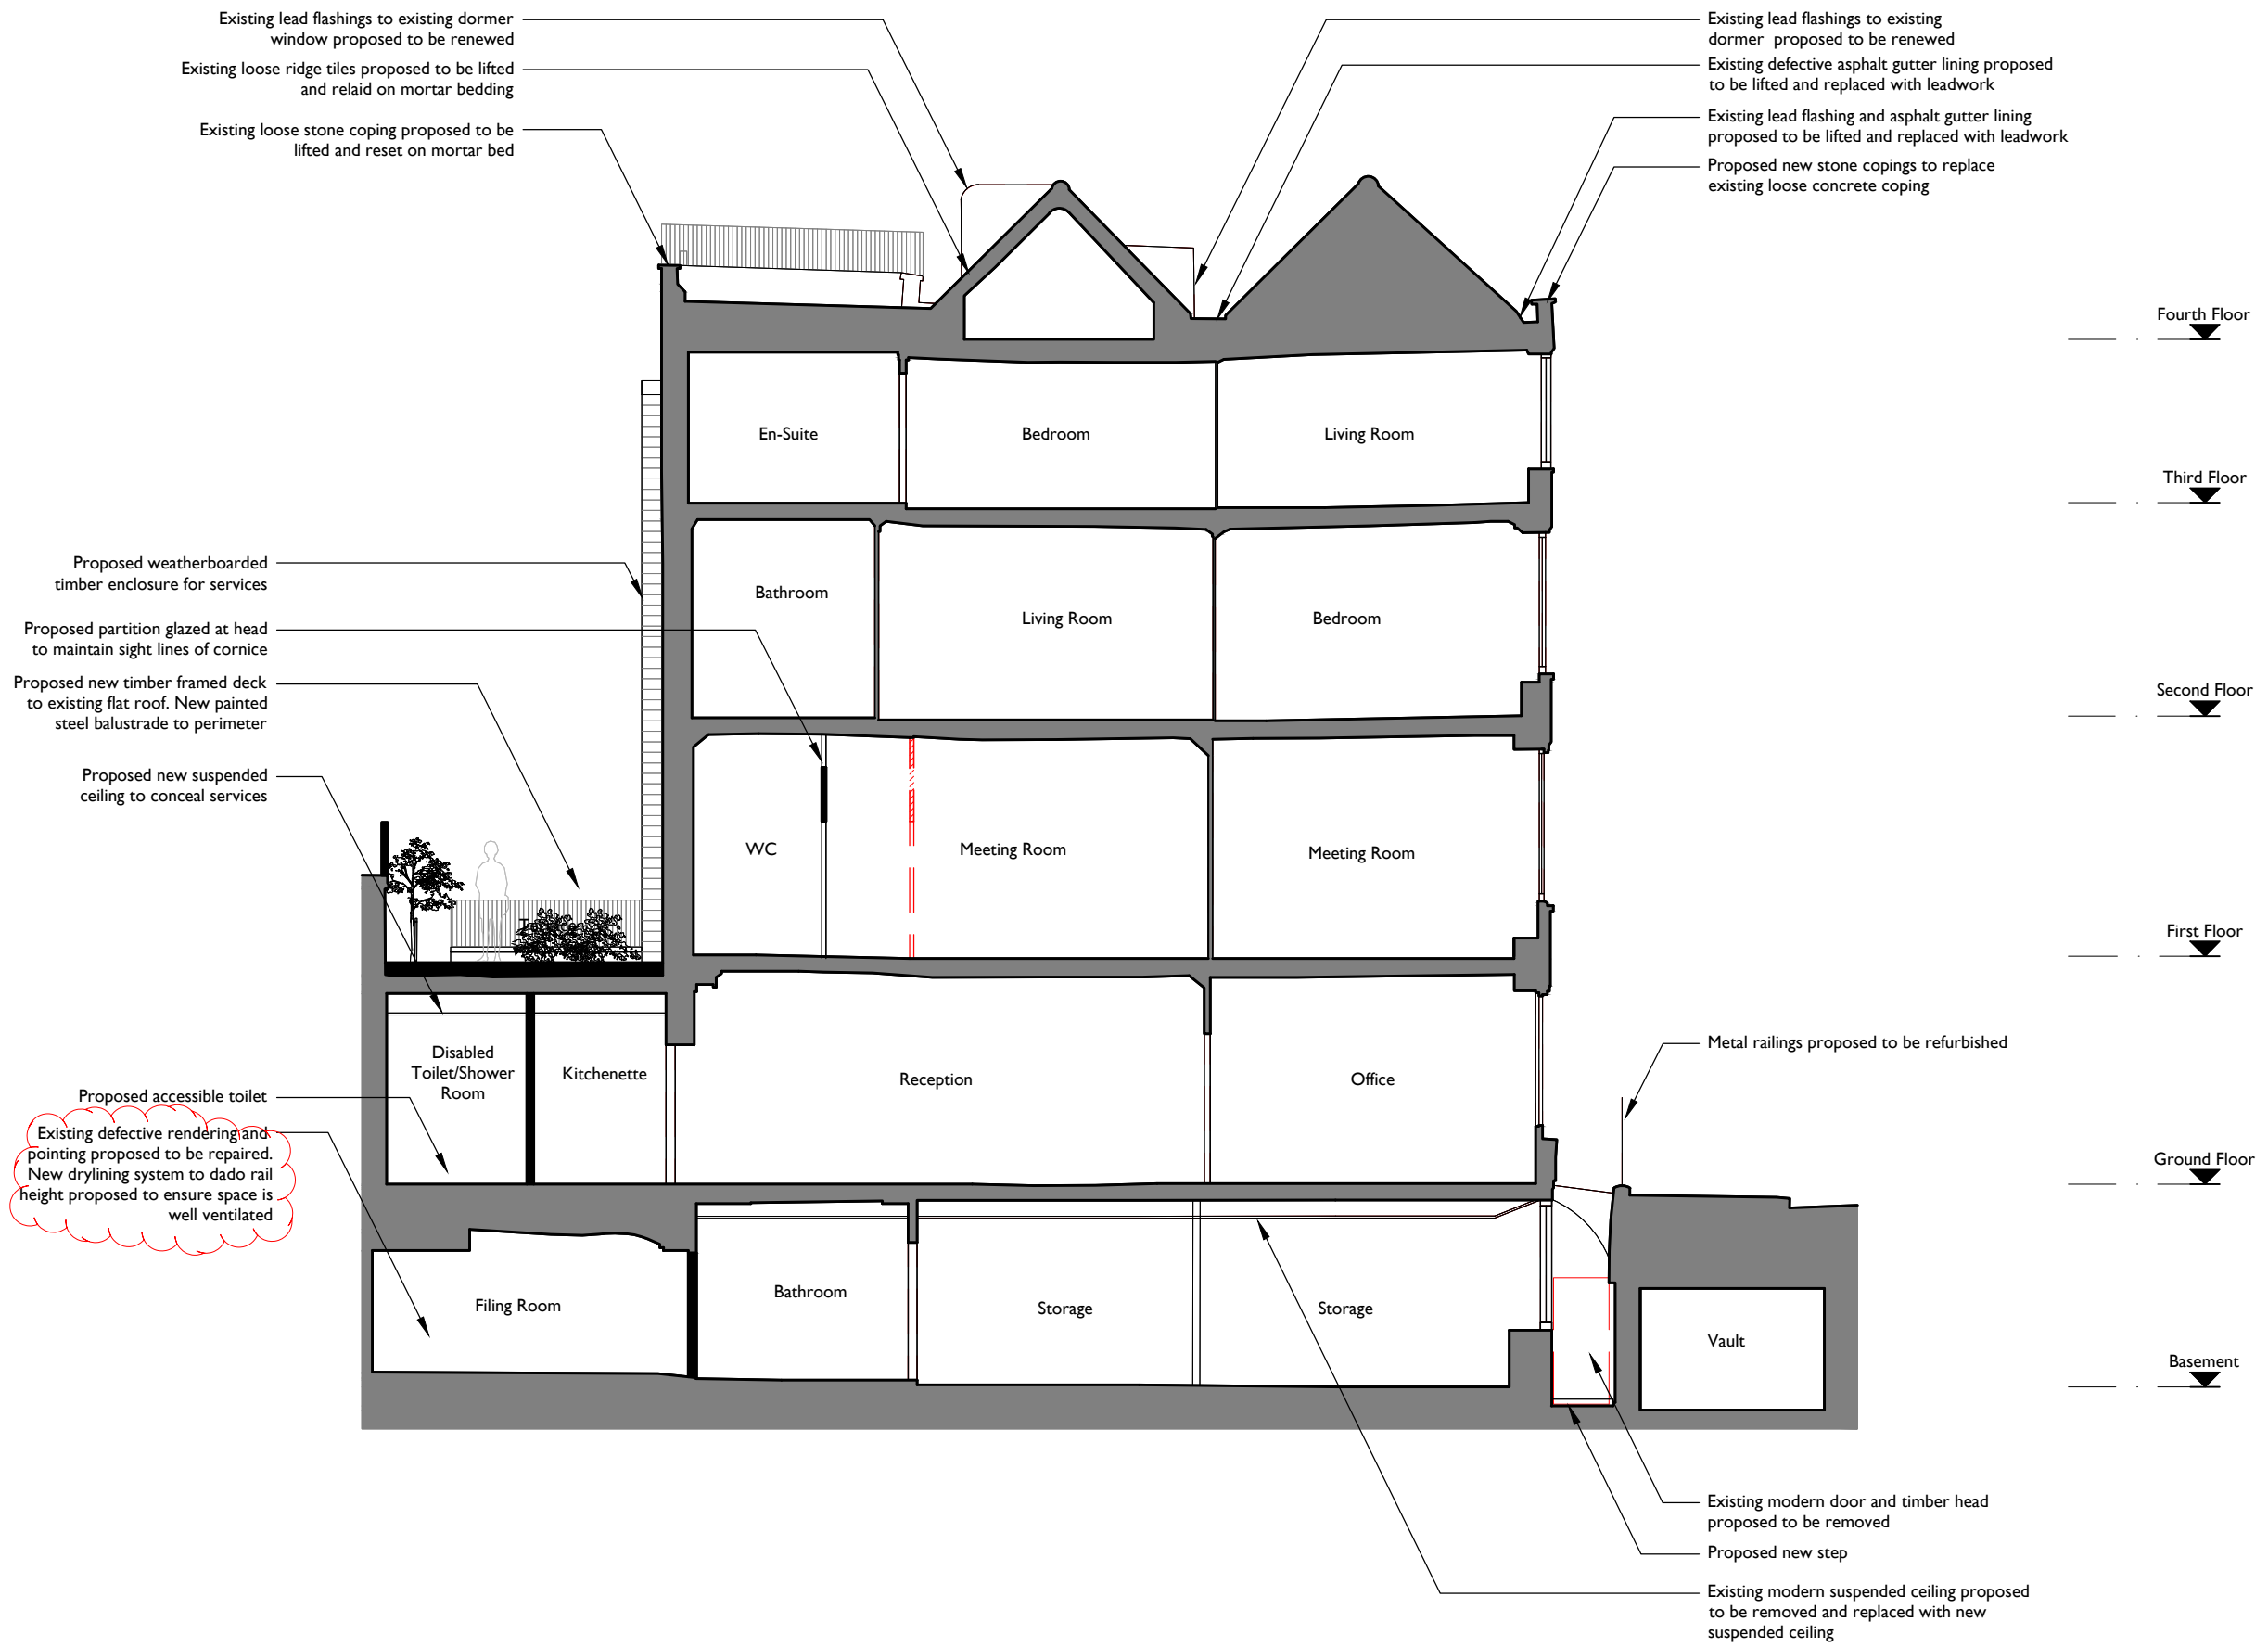 Existing lead flashings to existing dormer
window proposed to be renewed
Existing loose ridge tiles proposed to be lifted
and relaid on mortar bedding
Existing loose stone coping proposed to be
lifted and reset on mortar bed
Existing lead flashings to existing
dormer proposed to be renewed
Existing defective asphalt gutter lining proposed
to be lifted and replaced with leadwork
Existing lead flashing and asphalt gutter lining
proposed to be lifted and replaced with leadwork
Proposed new stone copings to replace
existing loose concrete coping
Fourth Floor
En-Suite
Bedroom
Living Room
Third Floor
Proposed weatherboarded
timber enclosure for services
Proposed partition glazed at head
to maintain sight lines of cornice
Proposed new timber framed deck
to existing flat roof. New painted
steel balustrade to perimeter
Proposed new suspended
ceiling to conceal services
Bathroom
Living Room
Bedroom
Second Floor
WC
Meeting Room
Meeting Room
First Floor
Disabled
Toilet/Shower
Room
Kitchenette
Reception
Office
Metal railings proposed to be refurbished
Ground Floor
Proposed accessible toilet
Existing defective rendering and
pointing proposed to be repaired.
New drylining system to dado rail
height proposed to ensure space is
well ventilated
Filing Room
Bathroom
Storage
Storage
Vault
Basement
Existing modern door and timber head
proposed to be removed
Proposed new step
Existing modern suspended ceiling proposed
to be removed and replaced with new
suspended ceiling